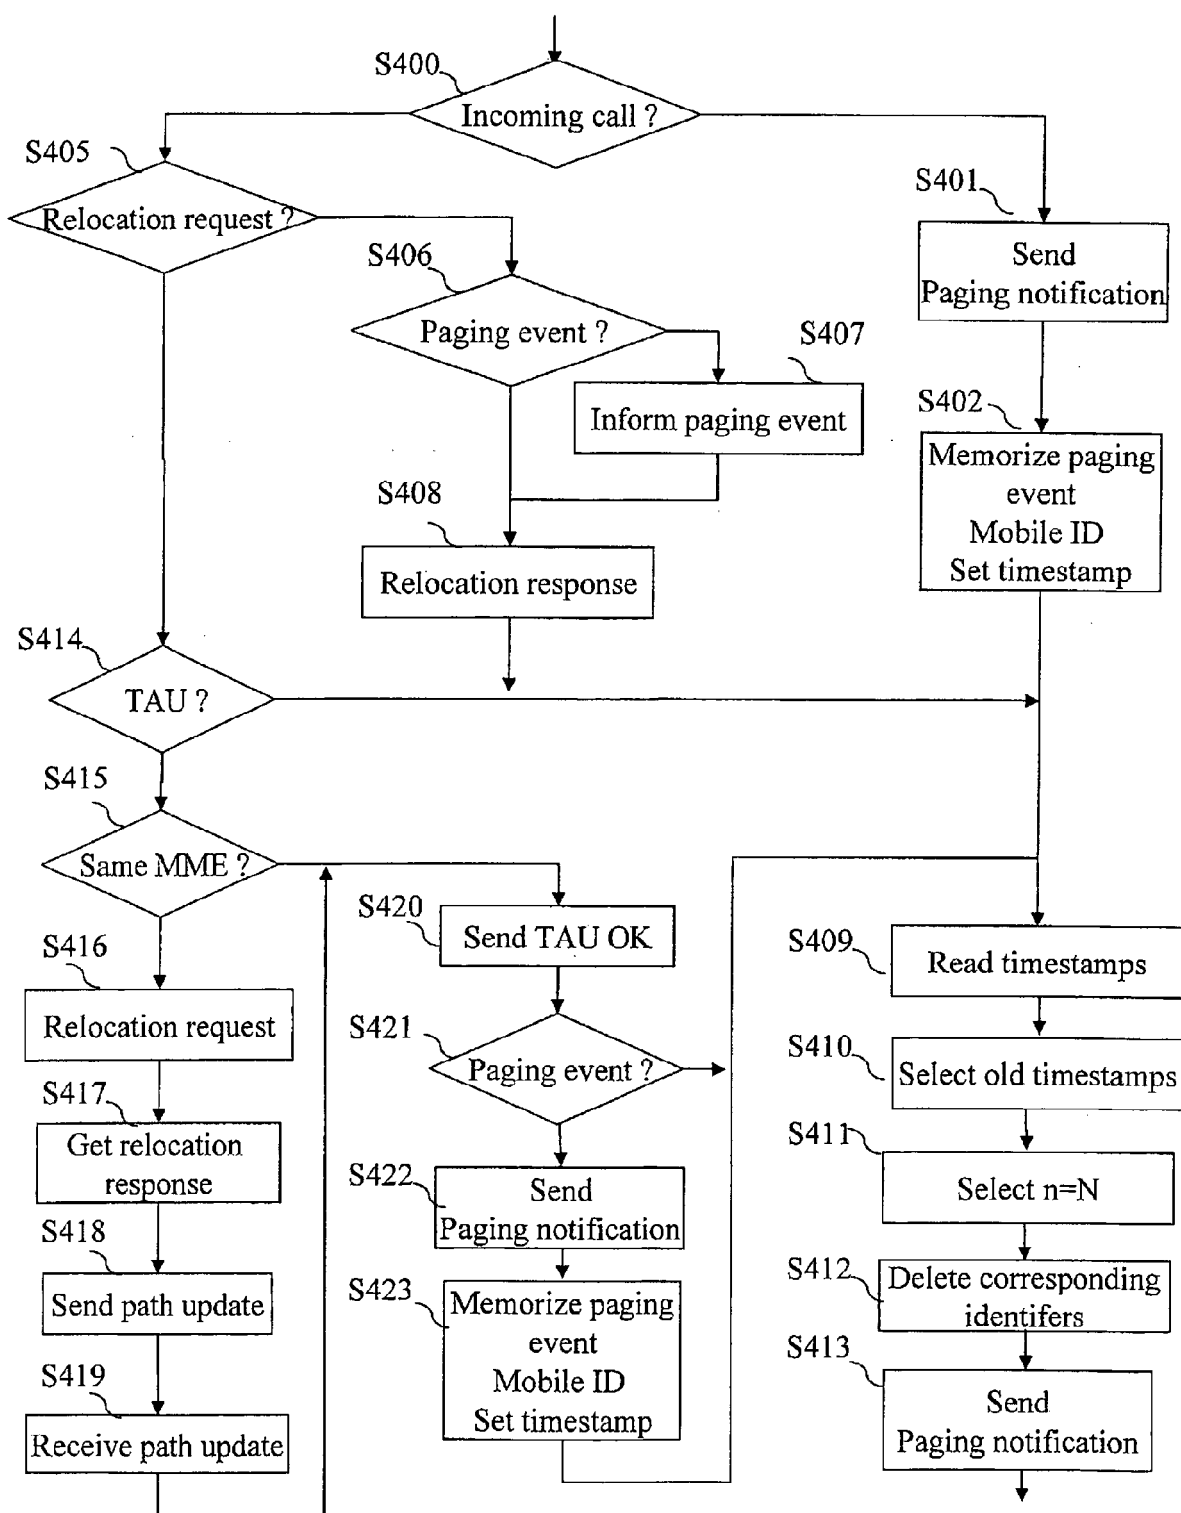 S400
Incoming call ?
S405
Relocation request ?
S401
Send
Paging notification
S406
Paging event ?
S407
Inform paging event
S402
Memorize paging
event
Mobile ID
Set timestamp
S408
Relocation response
S414
TAU ?
S415
Same MME ?
S416
Relocation request
S417
Get relocation
response
S418
Send path update
S419
Receive path update
S420
Send TAU OK
S421
Paging event ?
S422
Send
Paging notification
S423
Memorize paging
event
Mobile ID
Set timestamp
S409
Read timestamps
S410
Select old timestamps
S411
Select n=N
S412
Delete corresponding
identifers
S413
Send
Paging notification